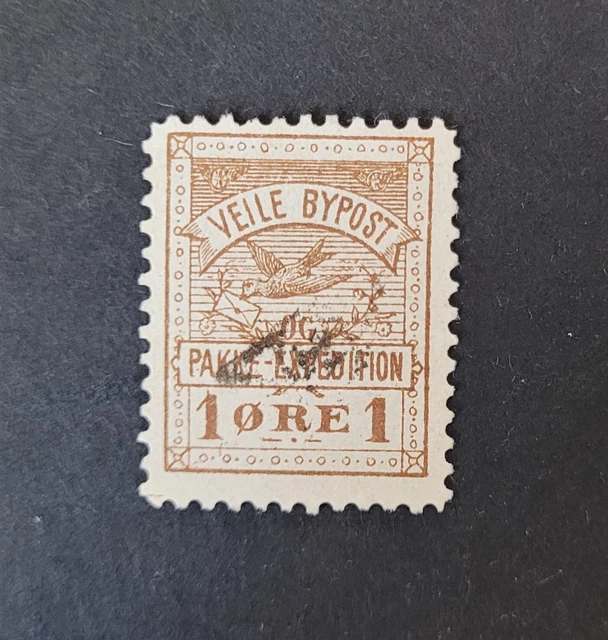 VEILE BYPOST
OG
PAKKE-EXPEDITION
1 ØRE 1